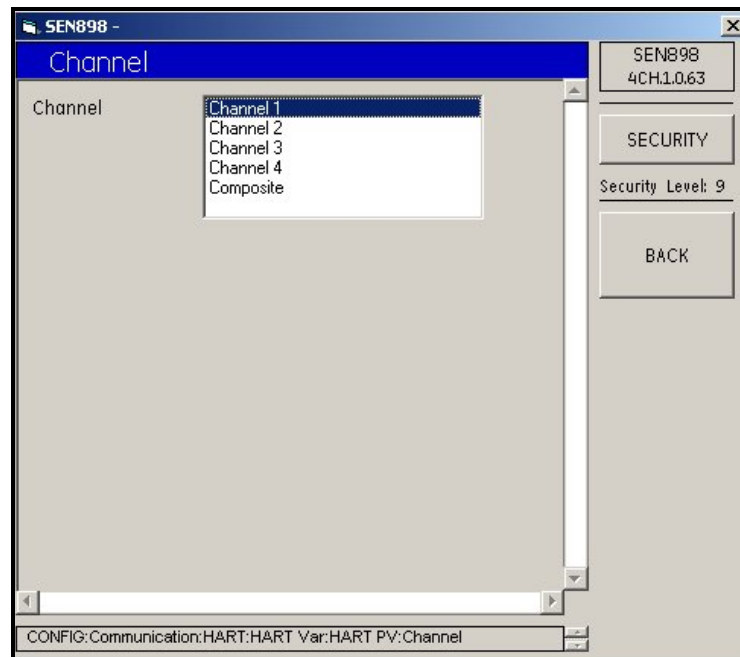 SEN898 -
Channel
Channel
Channel 1
Channel 2
Channel 3
Channel 4
Composite
SEN898
4CH.1.0.63
SECURITY
Security Level: 9
BACK
CONFIG:Communication:HART:HART Var:HART PV:Channel